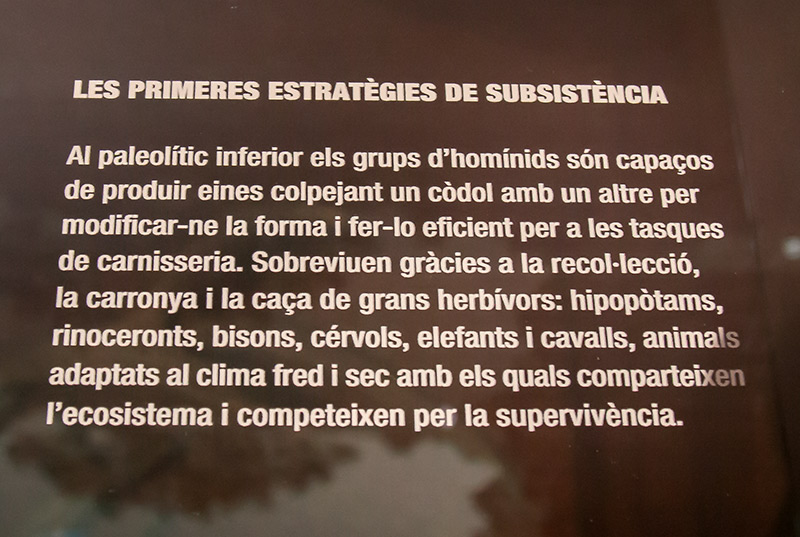 LES PRIMERES ESTRATÈGIES DE SUBSISTÈNCIA
Al paleolític inferior els grups d'homínids són capaços
de produir eines colpejant un còdol amb un altre per
modificar-ne la forma i fer-lo eficient per a les tasques
de carnisseria. Sobreviuen gràcies a la recol·lecció,
la carronya i la caça de grans herbívors: hipopòtams,
rinoceronts, bisons, cérvols, elefants i cavalls, animals
adaptats al clima fred i sec amb els quals comparteixen
l'ecosistema i competeixen per la supervivència.